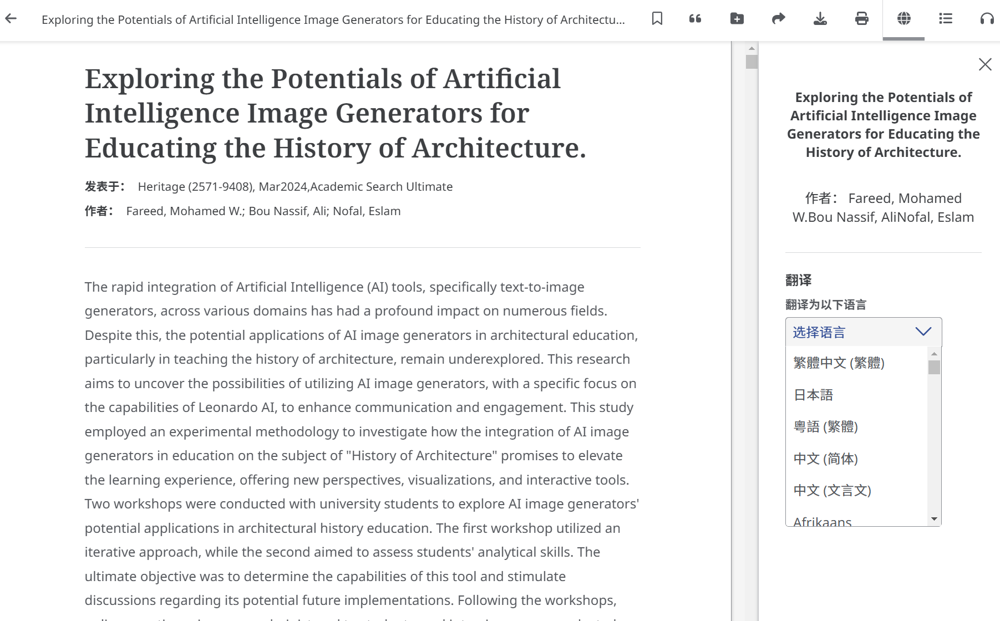 Exploring the Potentials of Artificial Intelligence Image Generators for Educating the History of Architectu...
Exploring the Potentials of Artificial
Intelligence Image Generators for
Educating the History of Architecture.
发表于： Heritage (2571-9408), Mar2024,Academic Search Ultimate
作者： Fareed, Mohamed W.; Bou Nassif, Ali; Nofal, Eslam
The rapid integration of Artificial Intelligence (AI) tools, specifically text-to-image
generators, across various domains has had a profound impact on numerous fields.
Despite this, the potential applications of AI image generators in architectural education,
particularly in teaching the history of architecture, remain underexplored. This research
aims to uncover the possibilities of utilizing AI image generators, with a specific focus on
the capabilities of Leonardo AI, to enhance communication and engagement. This study
employed an experimental methodology to investigate how the integration of AI image
generators in education on the subject of "History of Architecture" promises to elevate
the learning experience, offering new perspectives, visualizations, and interactive tools.
Two workshops were conducted with university students to explore AI image generators'
potential applications in architectural history education. The first workshop utilized an
iterative approach, while the second aimed to assess students' analytical skills. The
ultimate objective was to determine the capabilities of this tool and stimulate
discussions regarding its potential future implementations. Following the workshops,
Exploring the Potentials of
Artificial Intelligence Image
Generators for Educating the
History of Architecture.
作者： Fareed, Mohamed
W.Bou Nassif, AliNofal, Eslam
翻译
翻译为以下语言
选择语言
繁體中文 (繁體)
日本語
粵語 (繁體)
中文 (简体)
中文 (文言文)
Afrikaans